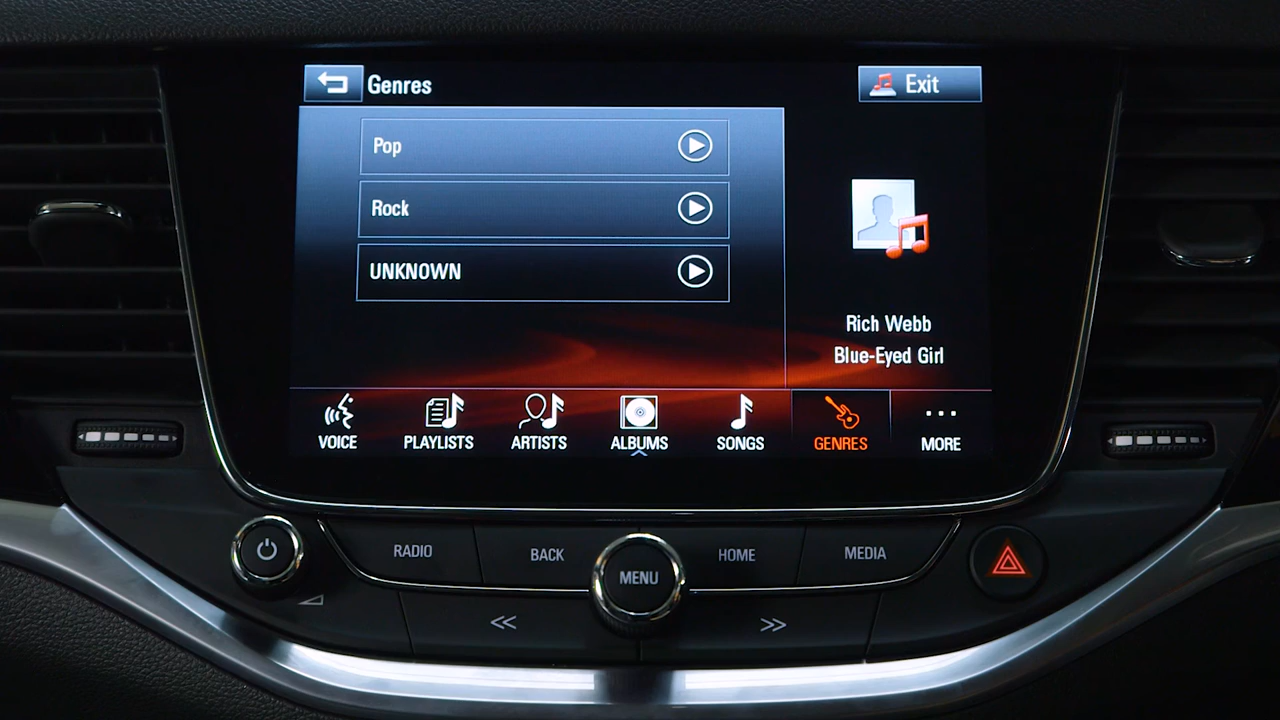 Genres
Exit
Pop
Rock
UNKNOWN
Rich Webb
Blue-Eyed Girl
VOICE
PLAYLISTS
ARTISTS
ALBUMS
SONGS
GENRES
MORE
RADIO
BACK
MENU
HOME
MEDIA